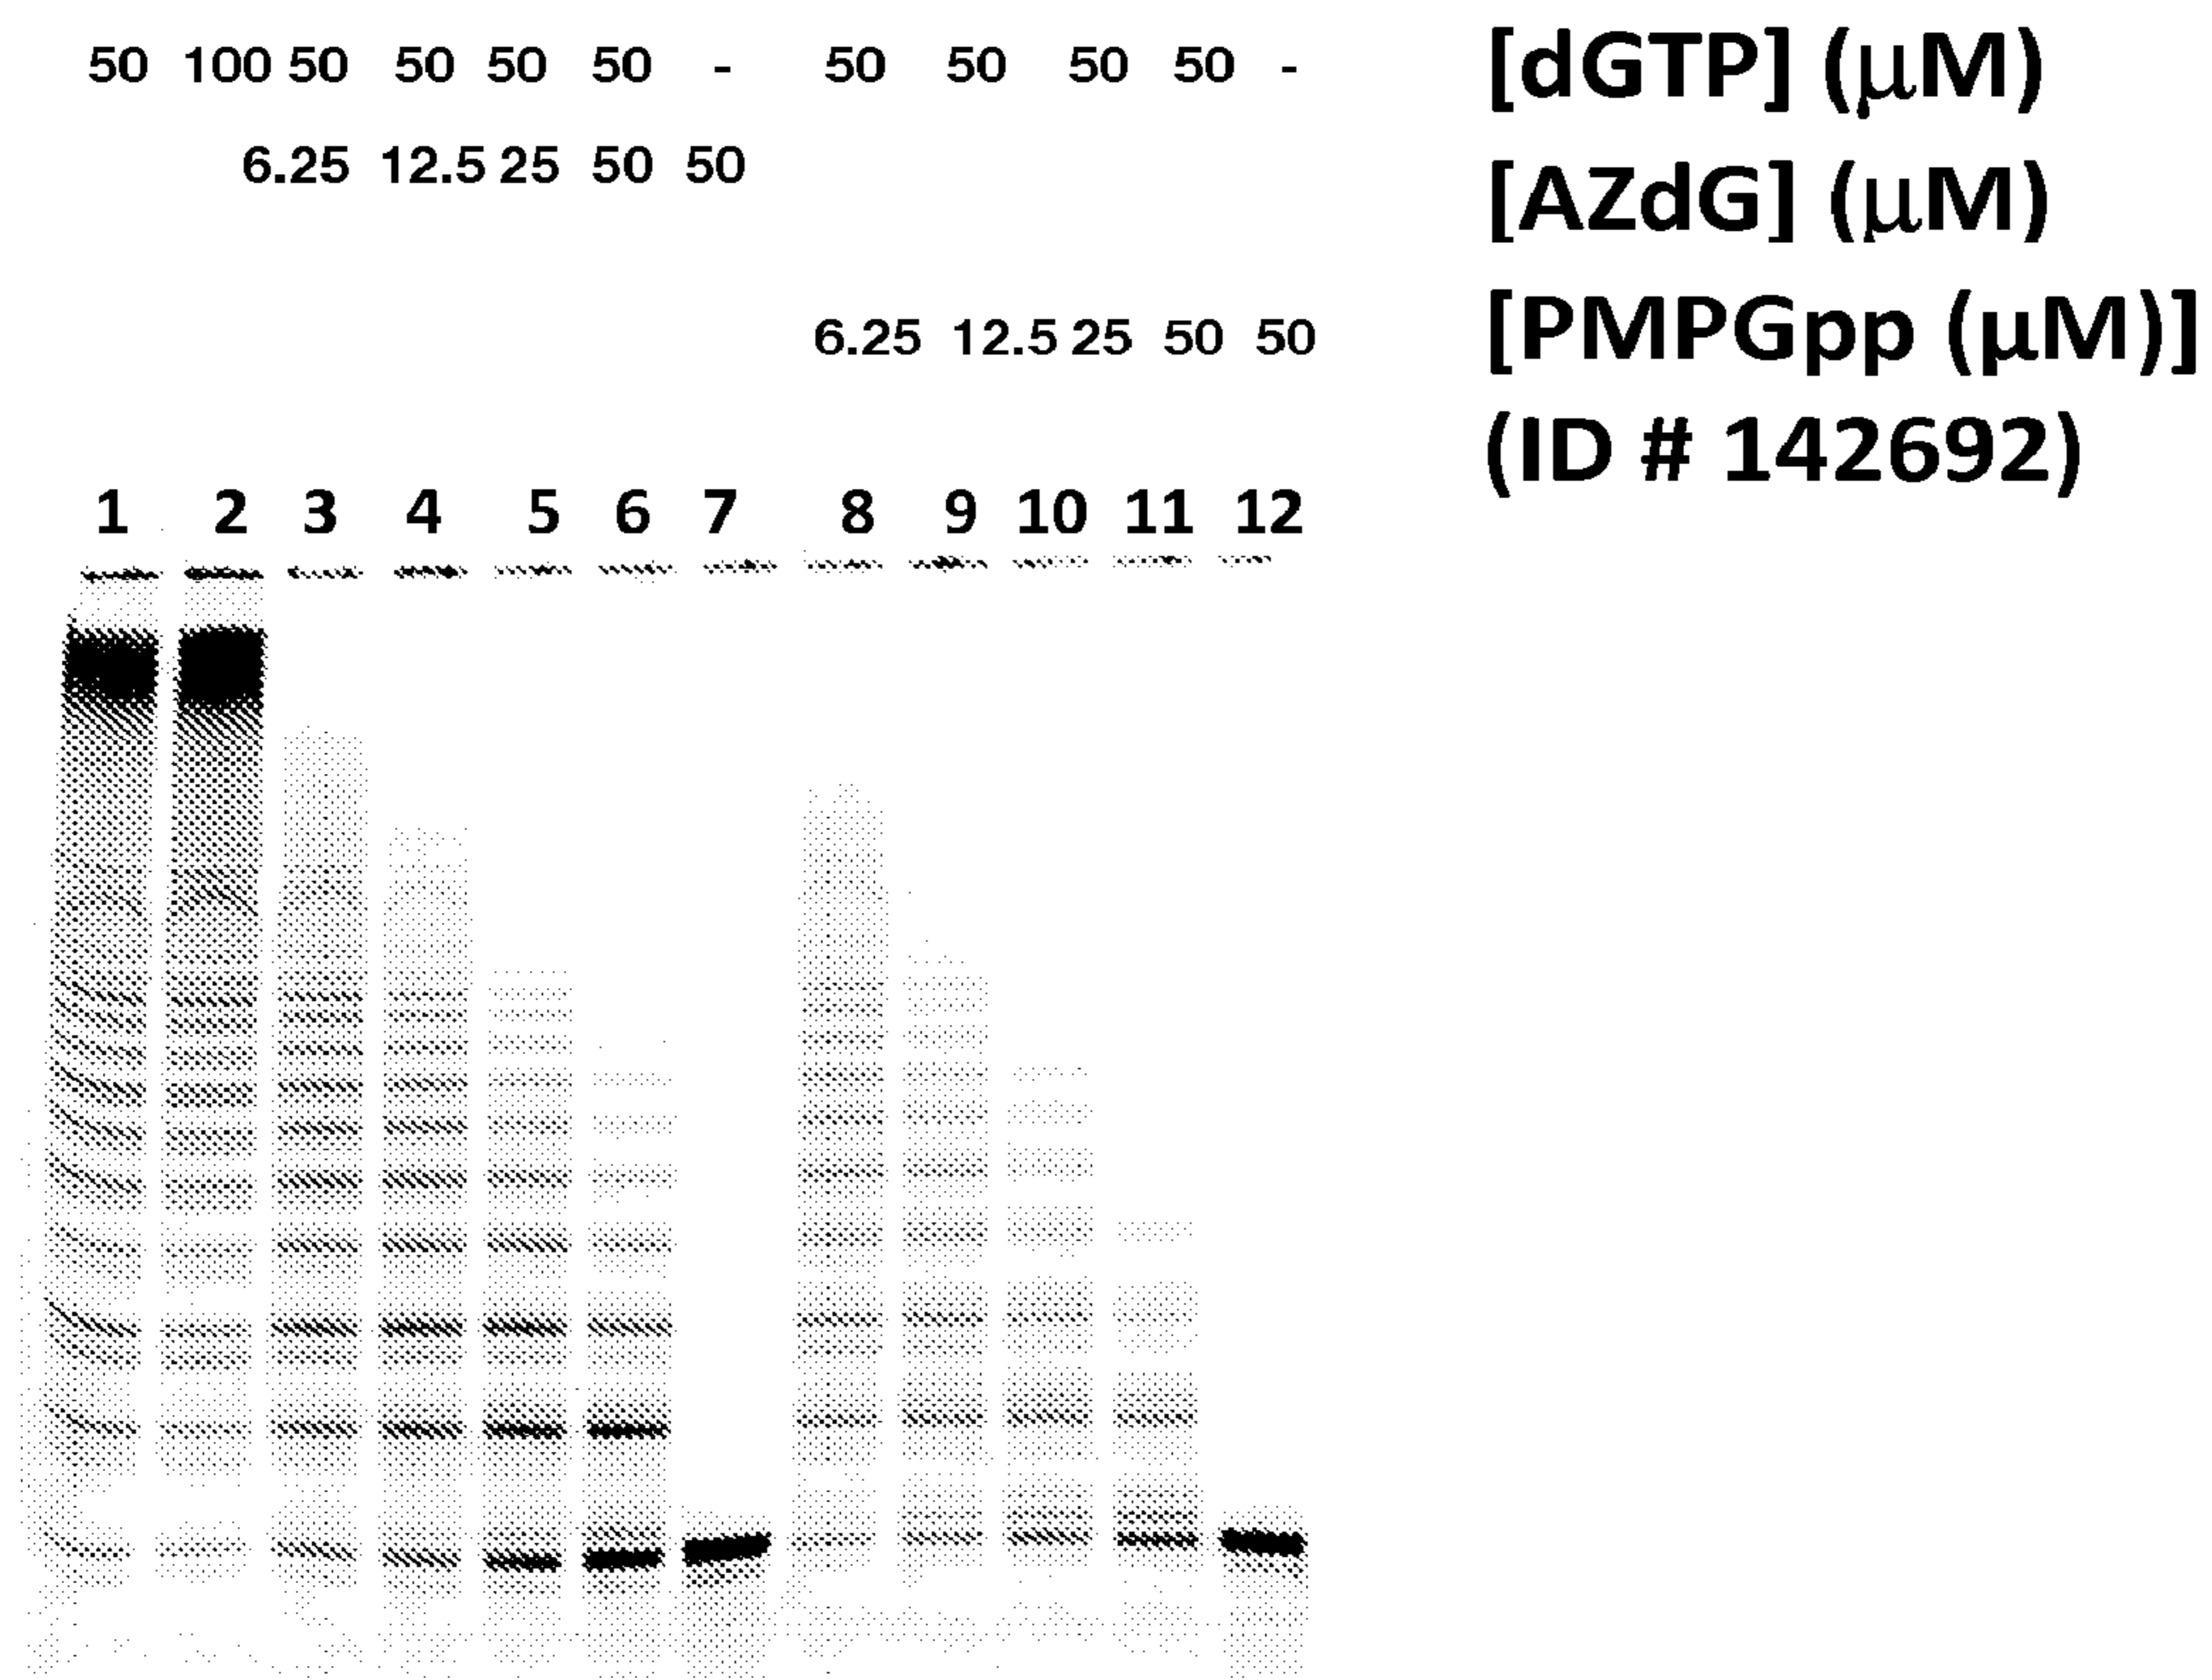 50 100 50 50 50 50 - 50 50 50 50 - [dGTP] (μM)
6.25 12.5 25 50 50 [AZdG] (μM)
6.25 12.5 25 50 50 [PMPGpp (μM)]
(ID # 142692)
1 2 3 4 5 6 7 8 9 10 11 12